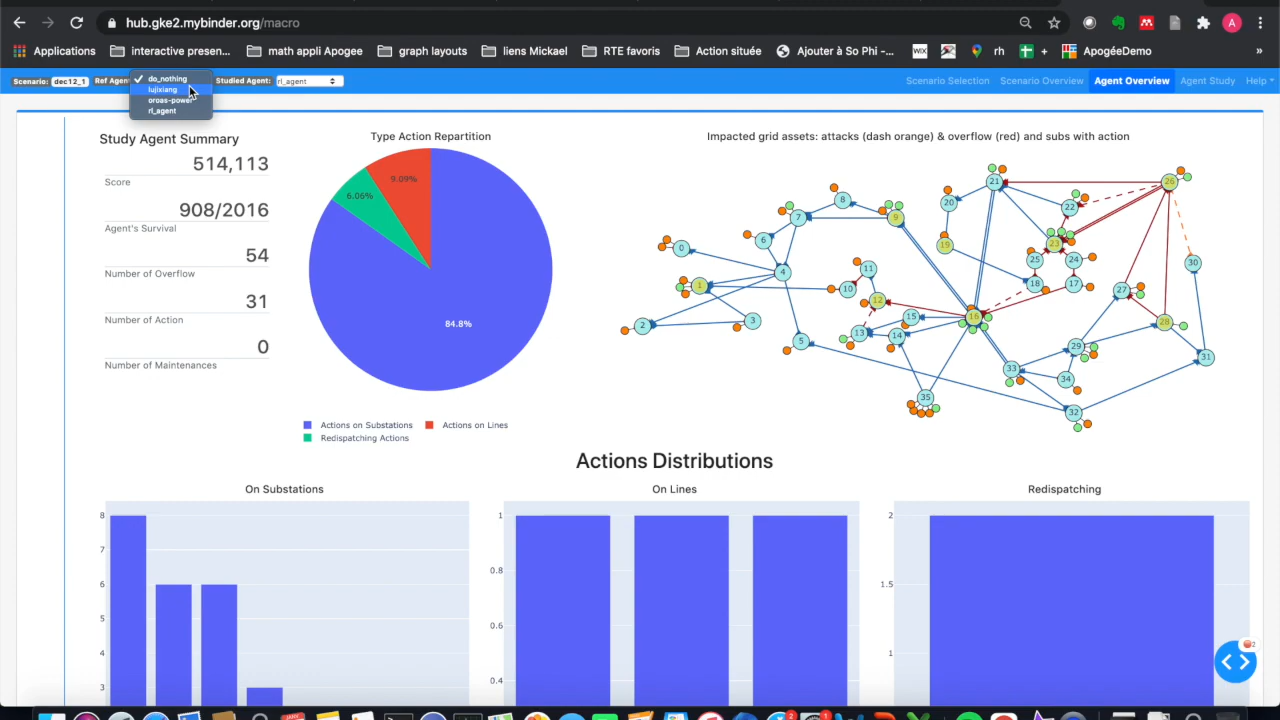 hub.gke2.mybinder.org/macro
A
Applications interactive presen... math appli Apogee graph layouts liens Mickael RTE favoris Action située Ajouter à So Phi -... WIX rh + ApogéeDemo »
Scenario: dec12_1 Ref Agent Studied Agent: rl_agent Scenario Selection Scenario Overview Agent Overview Agent Study Help
✓ do_nothing
lujixiang
oroas-power
rl_agent
Study Agent Summary
514,113
Score
908/2016
Agent's Survival
54
Number of Overflow
31
Number of Action
0
Number of Maintenances
Type Action Repartition
9.09%
6.06%
84.8%
Actions on Substations Actions on Lines
Redispatching Actions
Impacted grid assets: attacks (dash orange) & overflow (red) and subs with action
21 26
8 20 22
7 9
6 19 23
0 25 24 30
4 11
1 10 18 17 27
12
2 3 15 16 28
13 14
5 29
31
33 34
35 32
Actions Distributions
On Substations
8
7
6
5
4
3
On Lines
1
0.8
0.6
0.4
Redispatching
2
1.5
1
2